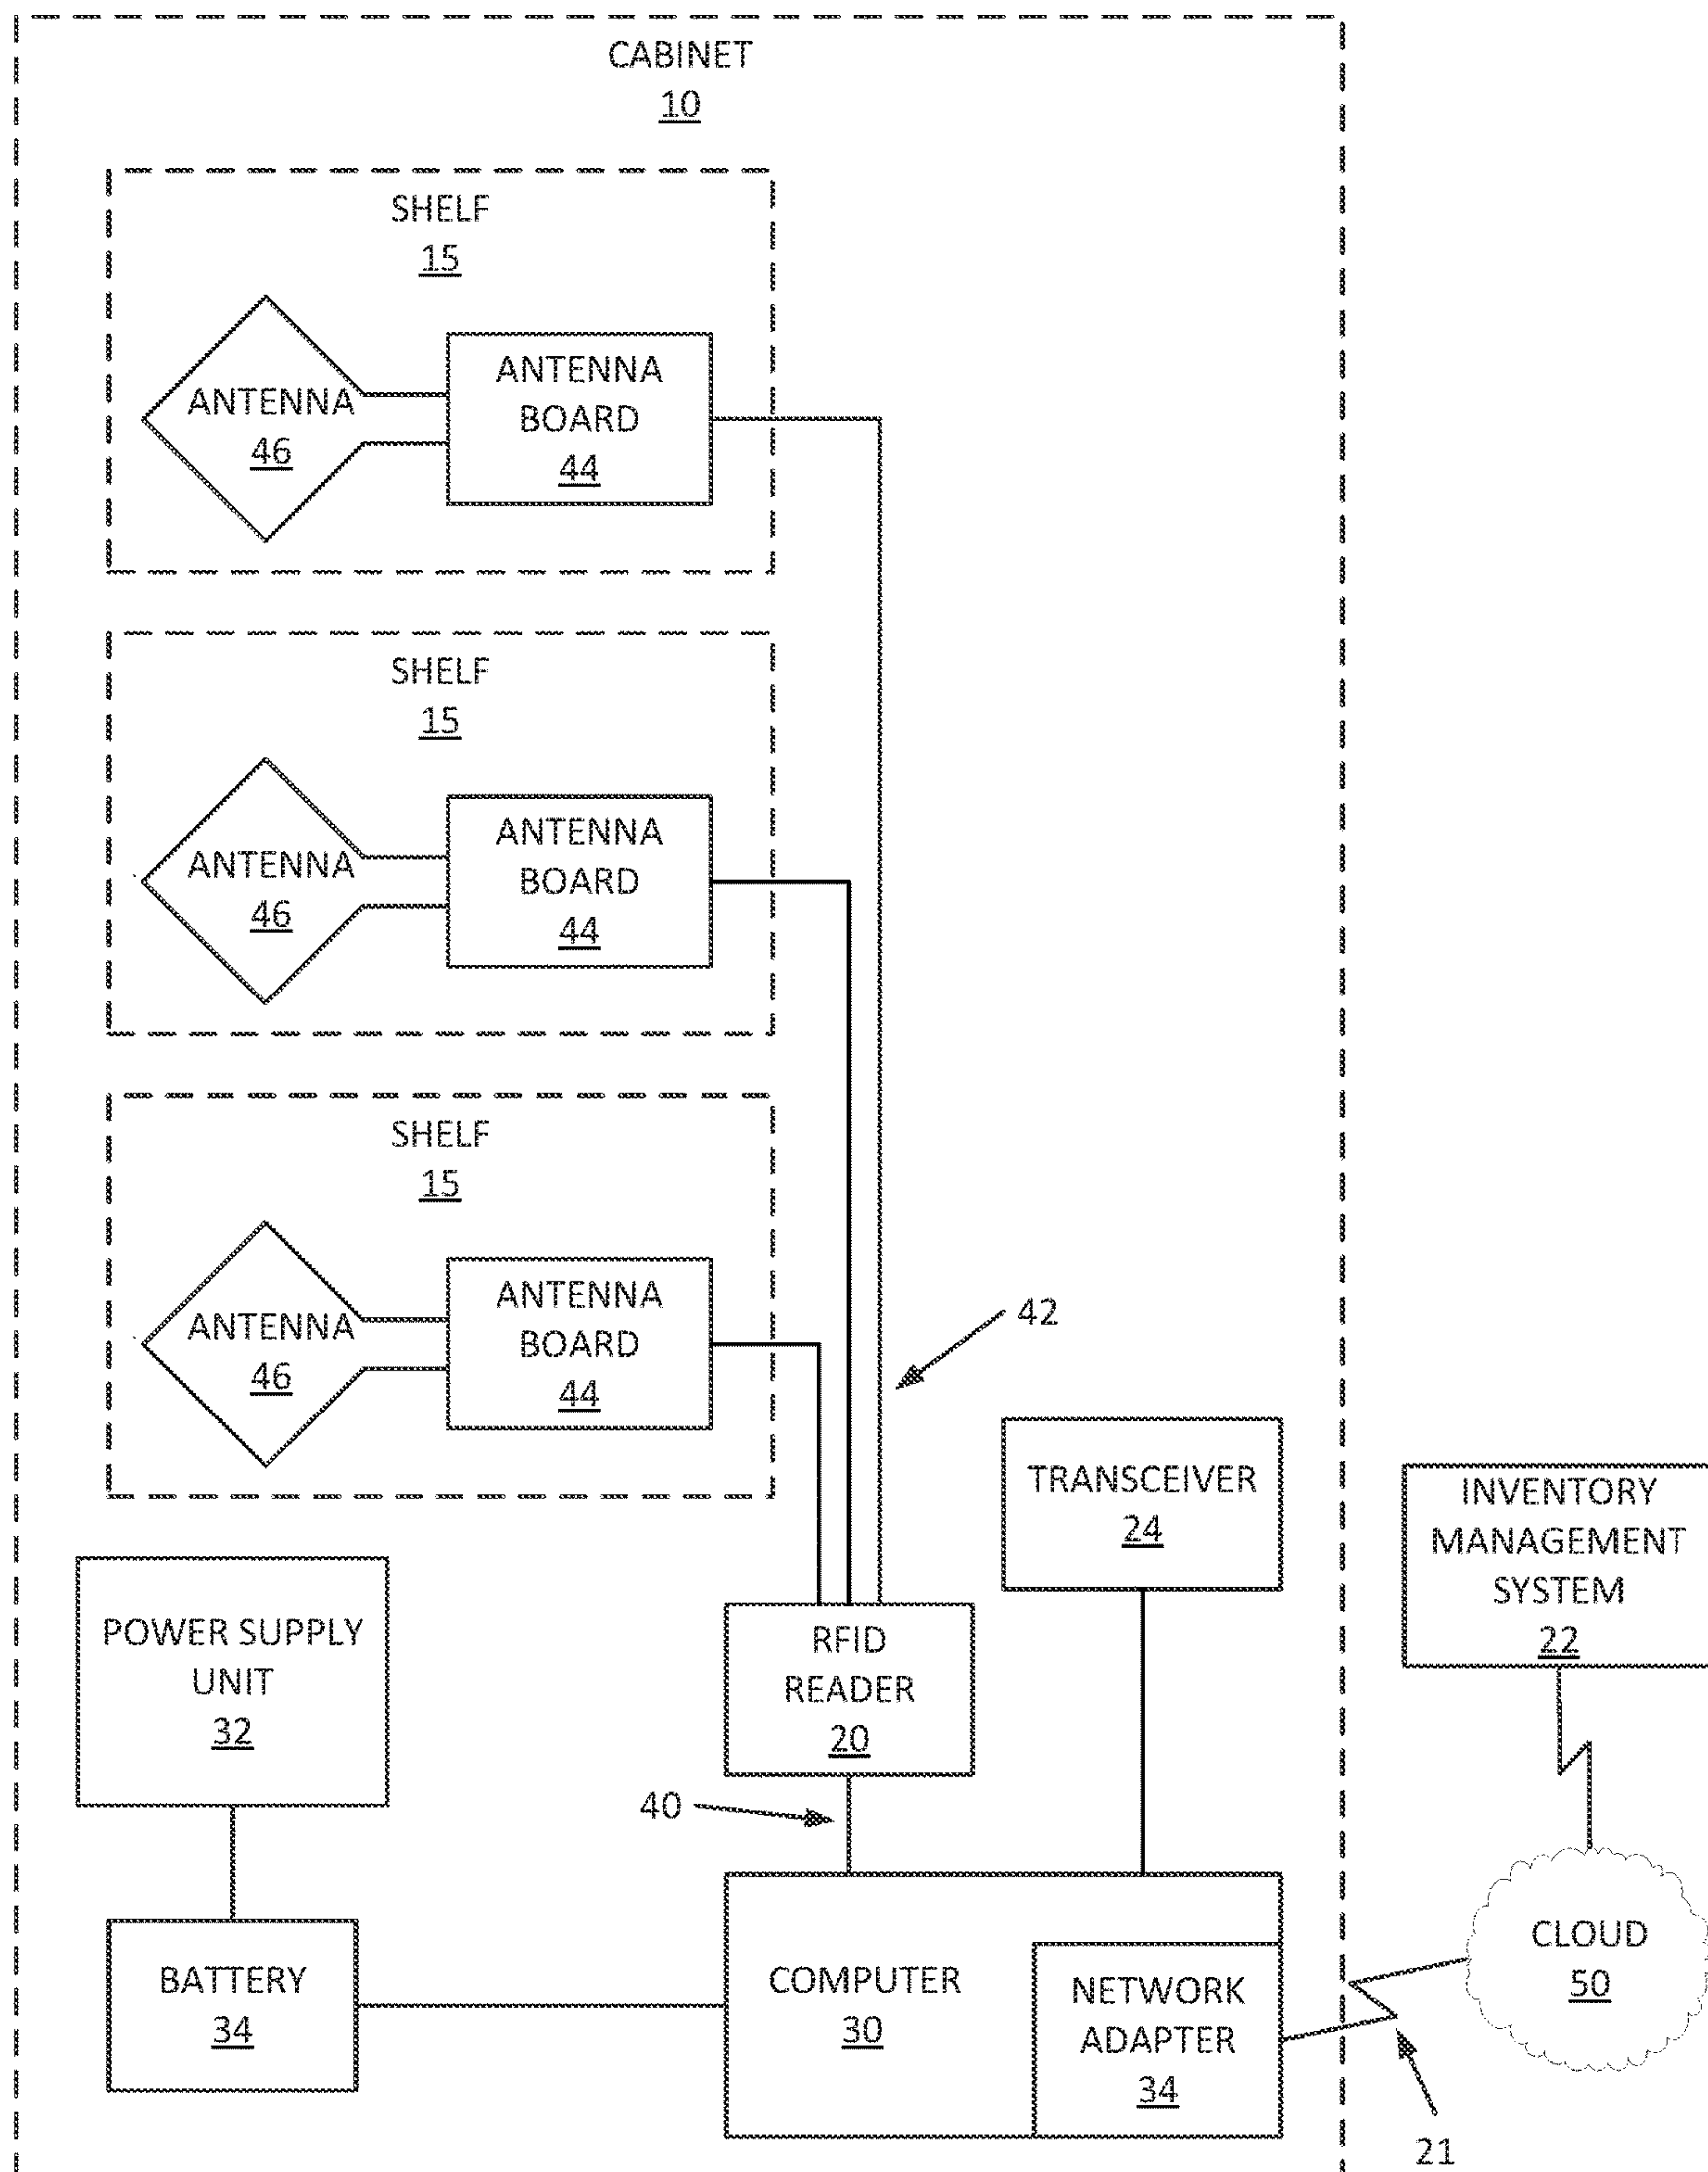 CABINET
10
SHELF
15
ANTENNA
46
ANTENNA
BOARD
44
SHELF
15
ANTENNA
46
ANTENNA
BOARD
44
SHELF
15
ANTENNA
46
ANTENNA
BOARD
44
42
TRANSCEIVER
24
INVENTORY
MANAGEMENT
SYSTEM
22
POWER SUPPLY
UNIT
32
RFID
READER
20
40
BATTERY
34
COMPUTER
30
NETWORK
ADAPTER
34
CLOUD
50
21